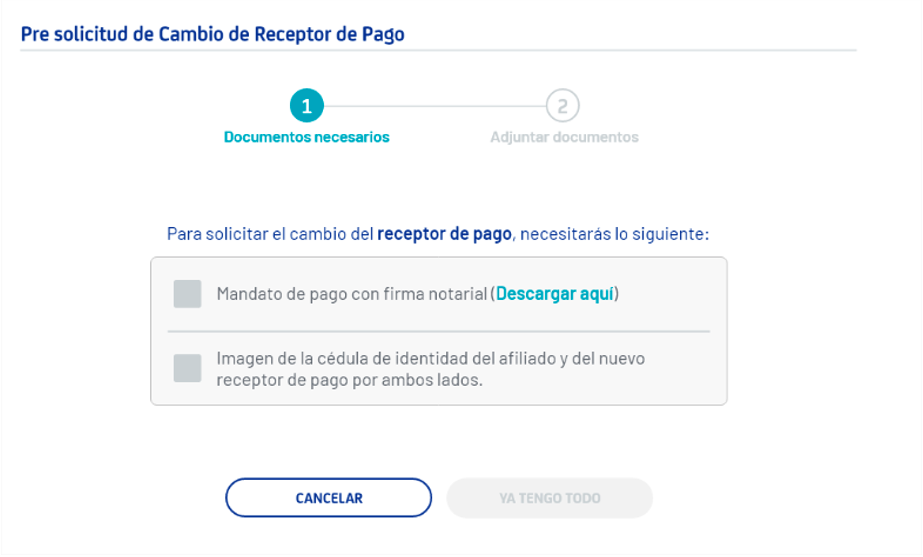 Pre solicitud de Cambio de Receptor de Pago
1
2
Documentos necesarios
Adjuntar documentos
Para solicitar el cambio del receptor de pago, necesitarás lo siguiente:
Mandato de pago con firma notarial (Descargar aquí)
Imagen de la cédula de identidad del afiliado y del nuevo
receptor de pago por ambos lados.
CANCELAR
YA TENGO TODO